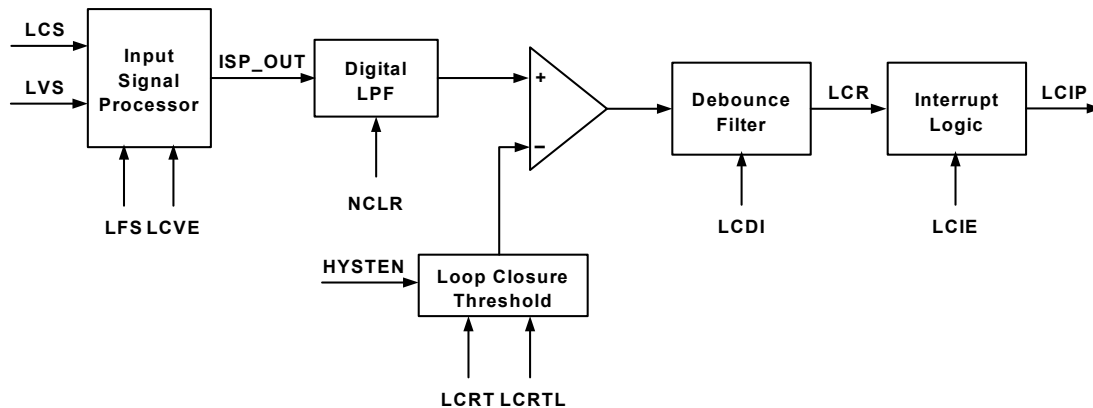 LCS
LVS
Input
Signal
Processor
LFS LCVE
ISP_OUT
Digital
LPF
NCLR
+
−
HYSTEN
Loop Closure
Threshold
LCRT LCRTL
Debounce
Filter
LCDI
LCR
Interrupt
Logic
LCIE
LCIP